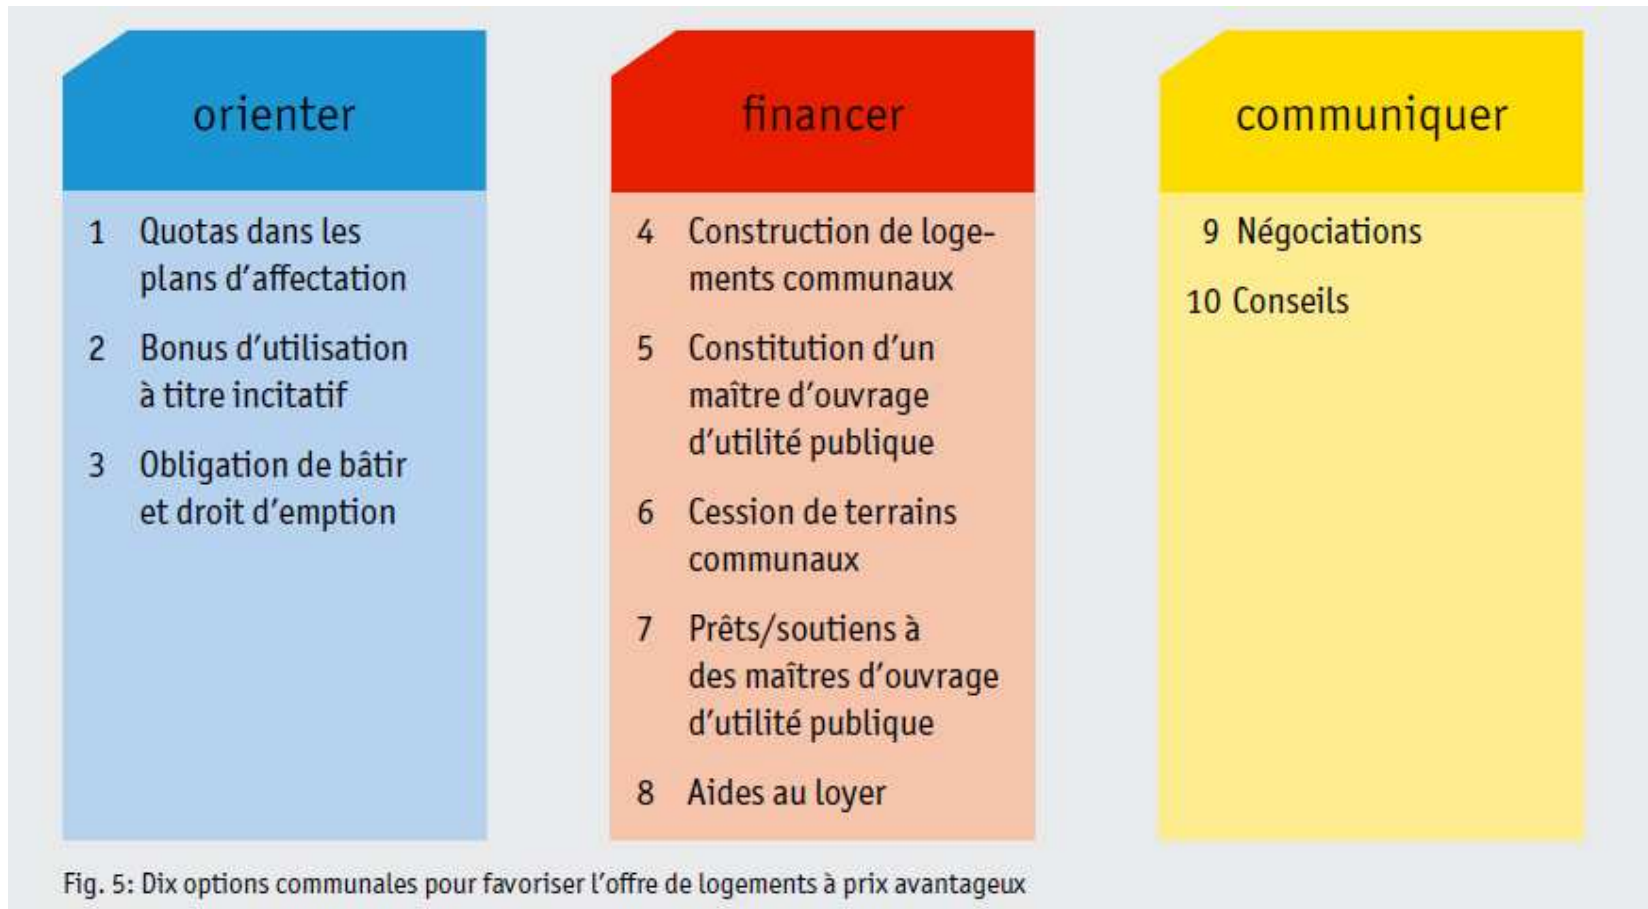 orienter
1 Quotas dans les
plans d’affectation
2 Bonus d’utilisation
à titre incitatif
3 Obligation de bâtir
et droit d’emption
financer
4 Construction de loge-
ments communaux
5 Constitution d’un
maître d’ouvrage
d’utilité publique
6 Cession de terrains
communaux
7 Prêts/soutiens à
des maîtres d’ouvrage
d’utilité publique
8 Aides au loyer
communiquer
9 Négociations
10 Conseils
Fig. 5: Dix options communales pour favoriser l’offre de logements à prix avantageux